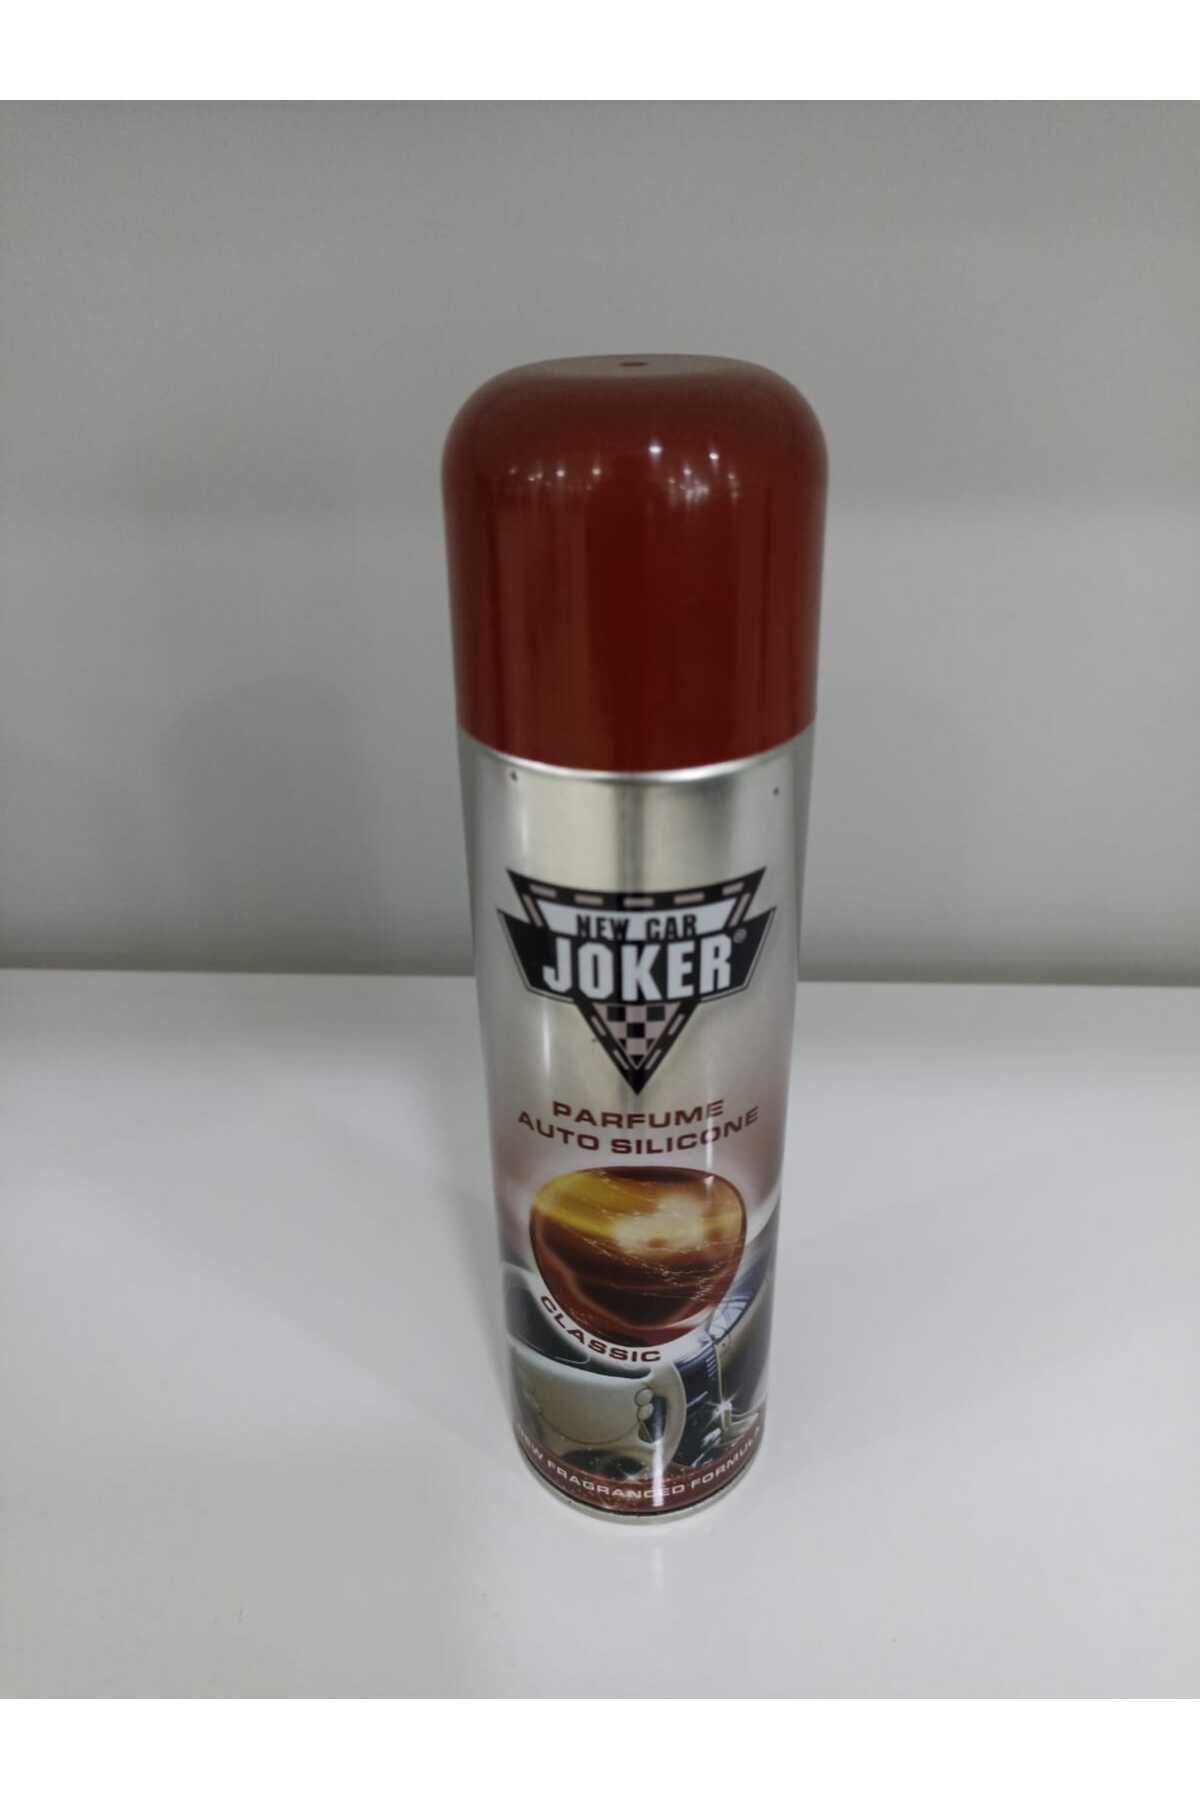 NEW CAR
JOKER®
PARFUME
AUTO SILICONE
CLASSIC
NEW FRAGRANCED FORMULA